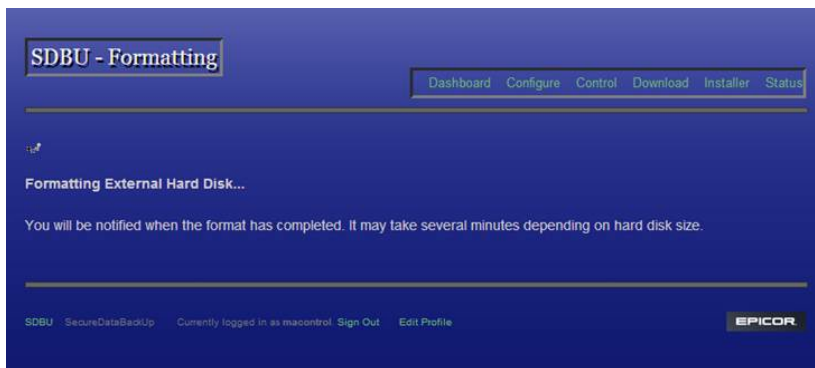 SDBU - Formatting
Dashboard Configure Control Download Installer Status
Formatting External Hard Disk...
You will be notified when the format has completed. It may take several minutes depending on hard disk size.
SDBU SecureDataBackUp Currently logged in as macontrol Sign Out Edit Profile
EPICOR